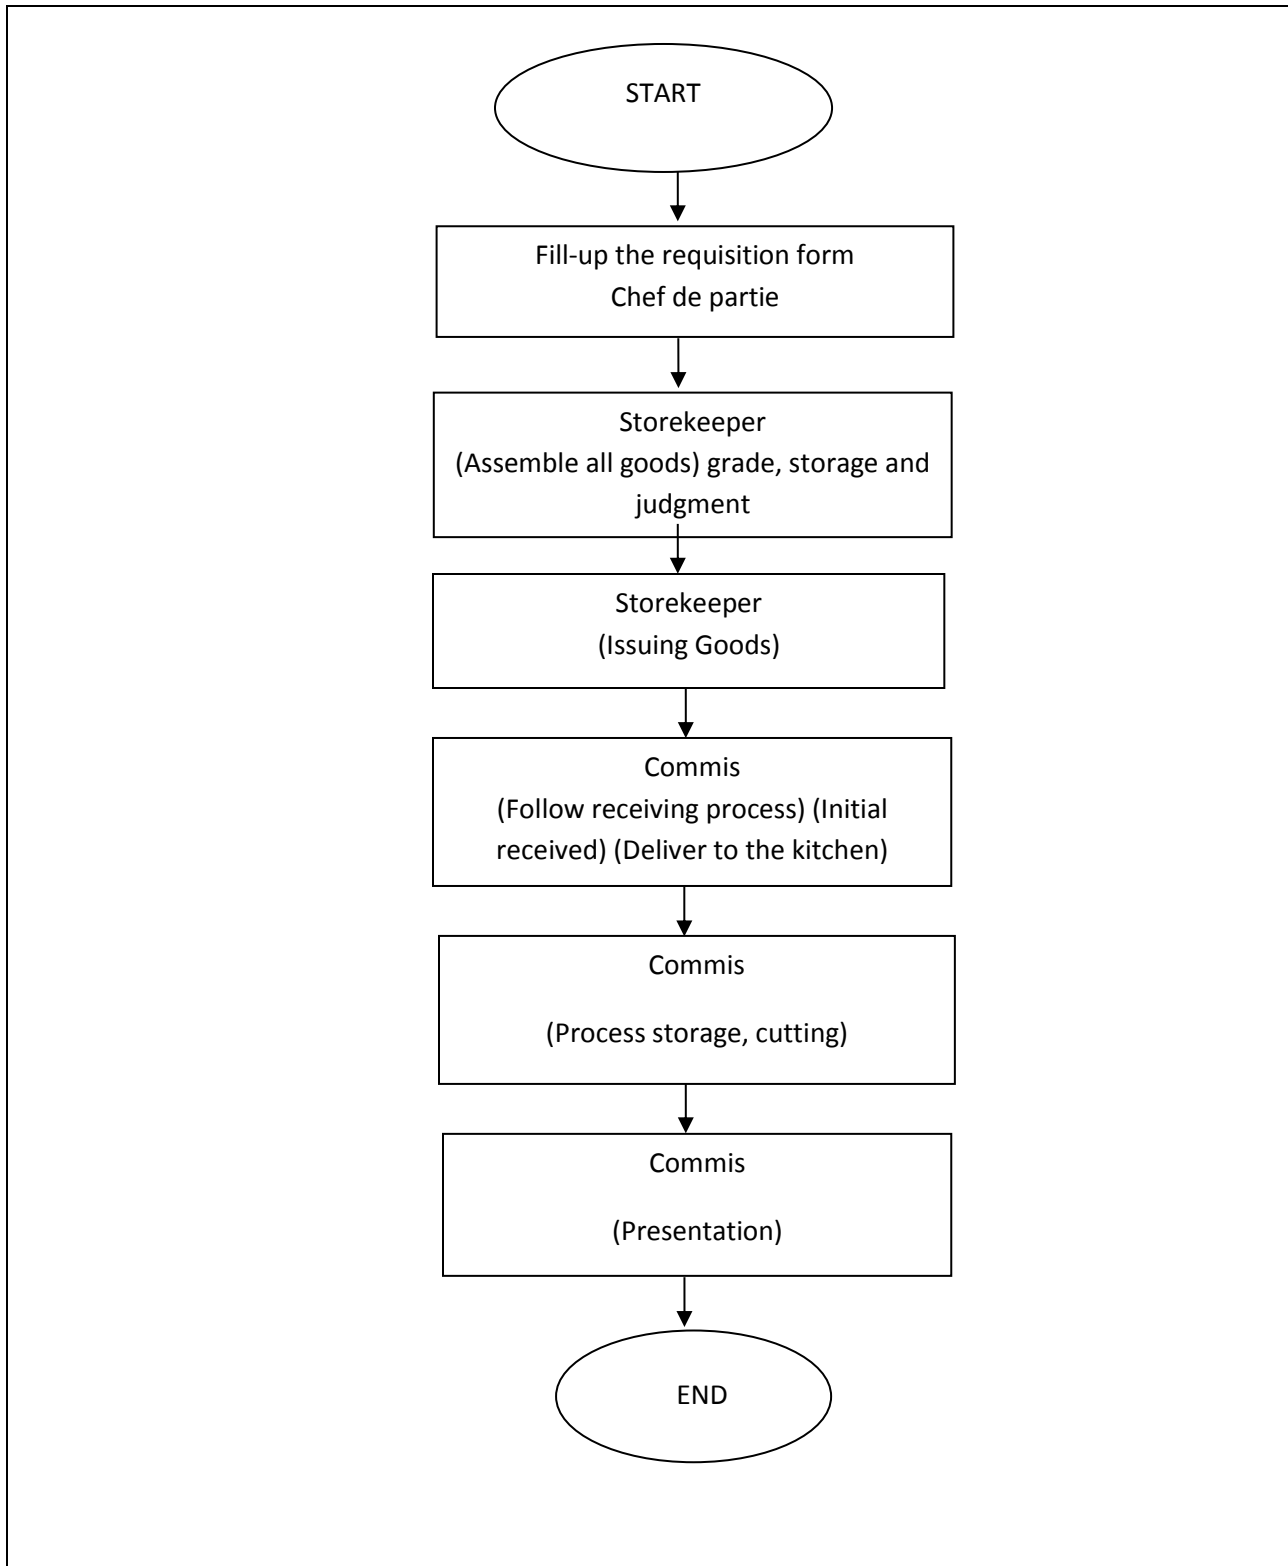 START
Fill-up the requisition form
Chef de partie
Storekeeper
(Assemble all goods) grade, storage and
judgment
Storekeeper
(Issuing Goods)
Commis
(Follow receiving process) (Initial
received) (Deliver to the kitchen)
Commis
(Process storage, cutting)
Commis
(Presentation)
END